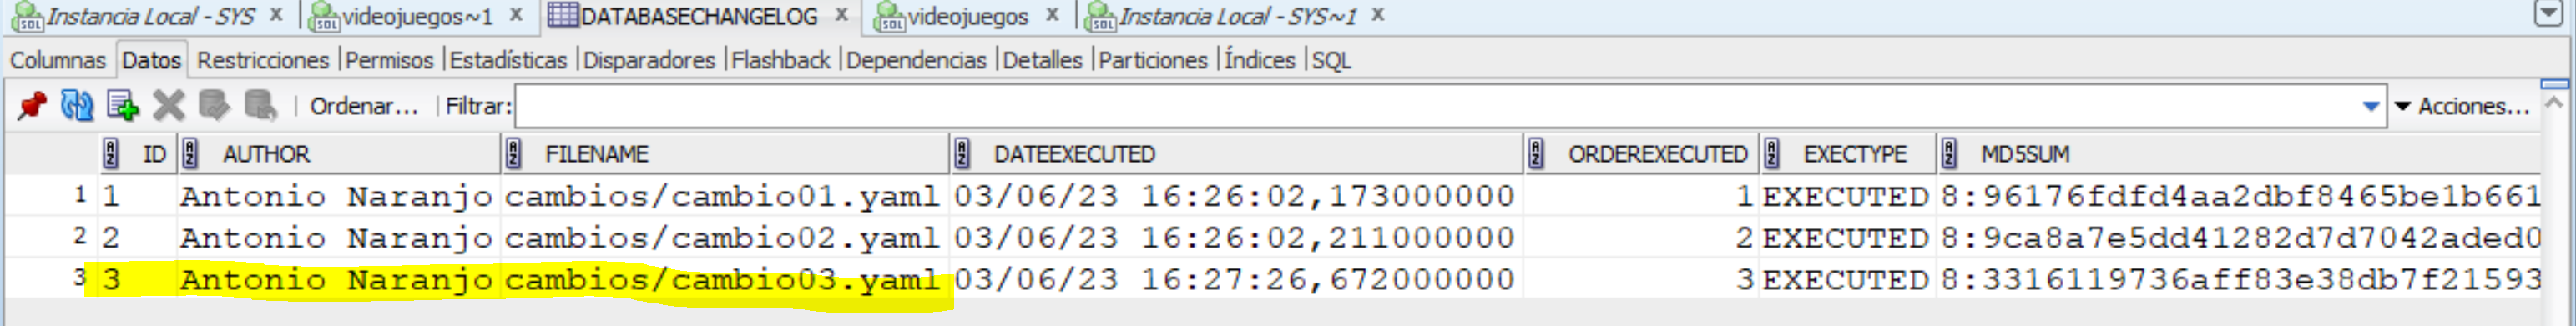 Instancia Local - SYS x videojuegos~1 x DATABASECHANGELOG x videojuegos x Instancia Local - SYS~1 x
Columnas Datos Restricciones |Permisos |Estadísticas |Disparadores |Flashback |Dependencias |Detalles |Particiones |Índices |SQL
Ordenar... Filtrar: Acciones...
ID AUTHOR FILENAME DATEEXECUTED ORDEREXECUTED EXECTYPE MD5SUM
1 1 Antonio Naranjo cambios/cambio01.yaml 03/06/23 16:26:02,173000000 1 EXECUTED 8:96176fdfd4aa2dbf8465be1b661
2 2 Antonio Naranjo cambios/cambio02.yaml 03/06/23 16:26:02,211000000 2 EXECUTED 8:9ca8a7e5dd41282d7d7042aded0
3 3 Antonio Naranjo cambios/cambio03.yaml 03/06/23 16:27:26,672000000 3 EXECUTED 8:3316119736aff83e38db7f21593